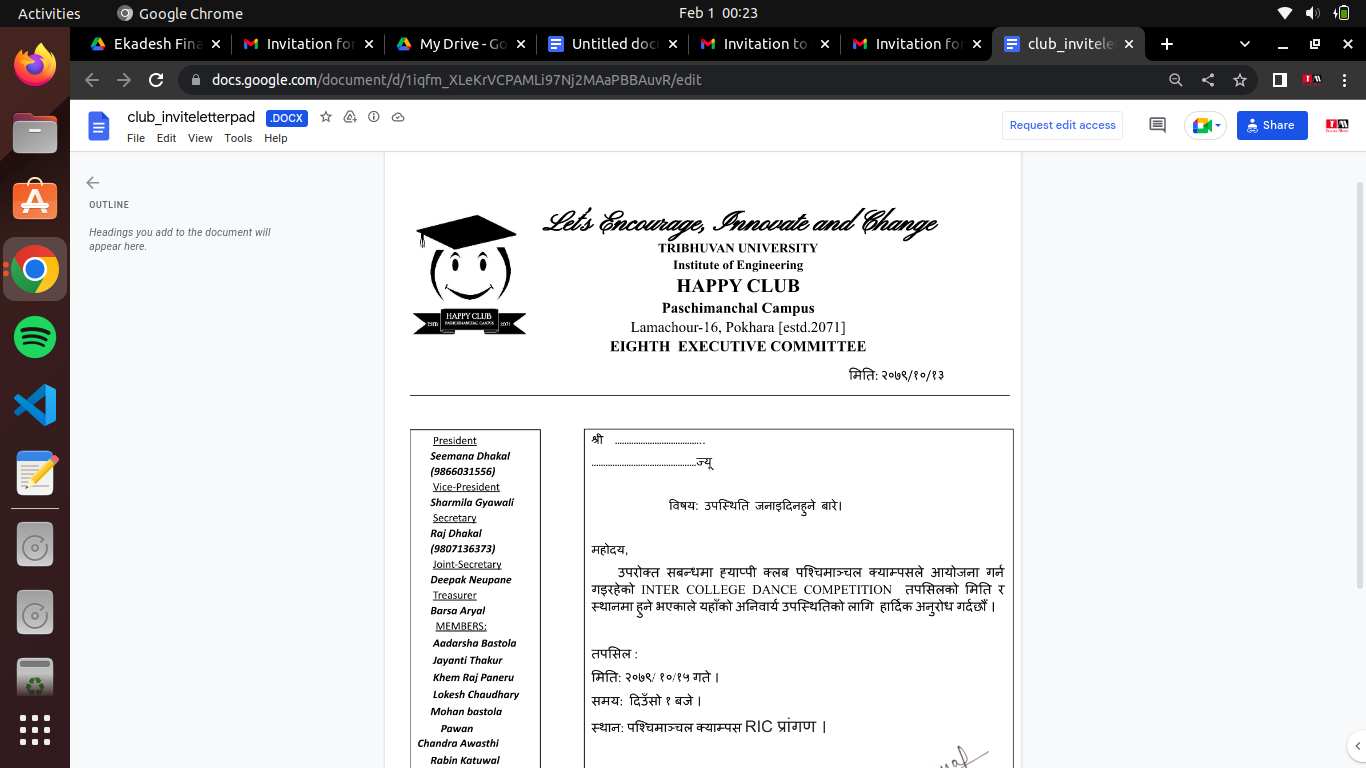 Activities
Google Chrome
Feb 1 00:23
Ekadesh Fina
Invitation for
My Drive - Go
Untitled docu
Invitation to
Invitation for
club_invitelet
docs.google.com/document/d/1iqfm_XLeKrVCPAMLi97Nj2MAaPBBAuvR/edit
club_inviteletterpad
.DOCX
File Edit View Tools Help
Request edit access
Share
OUTLINE
Headings you add to the document will
appear here.
Let's Encourage, Innovate and Change
TRIBHUVAN UNIVERSITY
Institute of Engineering
HAPPY CLUB
Paschimanchal Campus
Lamachour-16, Pokhara [estd.2071]
EIGHTH EXECUTIVE COMMITTEE
HAPPY CLUB
PASCHIMANCHAL CAMPUS
ESTD 2071
मिति: २०७९/१०/१३
President
Seemana Dhakal
(9866031556)
Vice-President
Sharmila Gyawali
Secretary
Raj Dhakal
(9807136373)
Joint-Secretary
Deepak Neupane
Treasurer
Barsa Aryal
MEMBERS:
Aadarsha Bastola
Jayanti Thakur
Khem Raj Paneru
Lokesh Chaudhary
Mohan bastola
Pawan
Chandra Awasthi
Rabin Katuwal
श्री ......................................
.............................................ज्यू
विषय: उपस्थिति जनाइदिनहुने बारे।
महोदय,
उपरोक्त सबन्धमा ह्याप्पी क्लब पश्चिमाञ्चल क्याम्पसले आयोजना गर्न
गइरहेको INTER COLLEGE DANCE COMPETITION तपसिलको मिति र
स्थानमा हुने भएकाले यहाँको अनिवार्य उपस्थितिको लागि हार्दिक अनुरोध गर्दछौं ।
तपसिल :
मिति: २०७९/ १०/१५ गते ।
समय: दिउँसो १ बजे ।
स्थान: पश्चिमाञ्चल क्याम्पस RIC प्रांगण ।